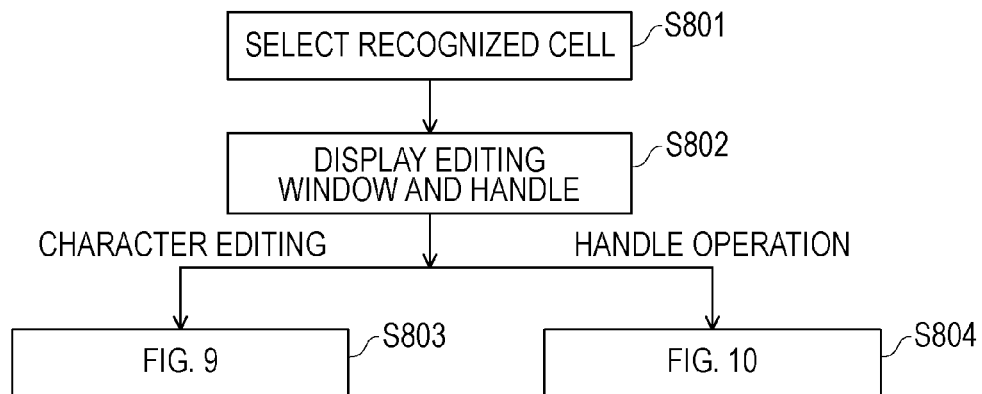 SELECT RECOGNIZED CELL
S801
DISPLAY EDITING
WINDOW AND HANDLE
S802
CHARACTER EDITING
HANDLE OPERATION
FIG. 9
S803
FIG. 10
S804